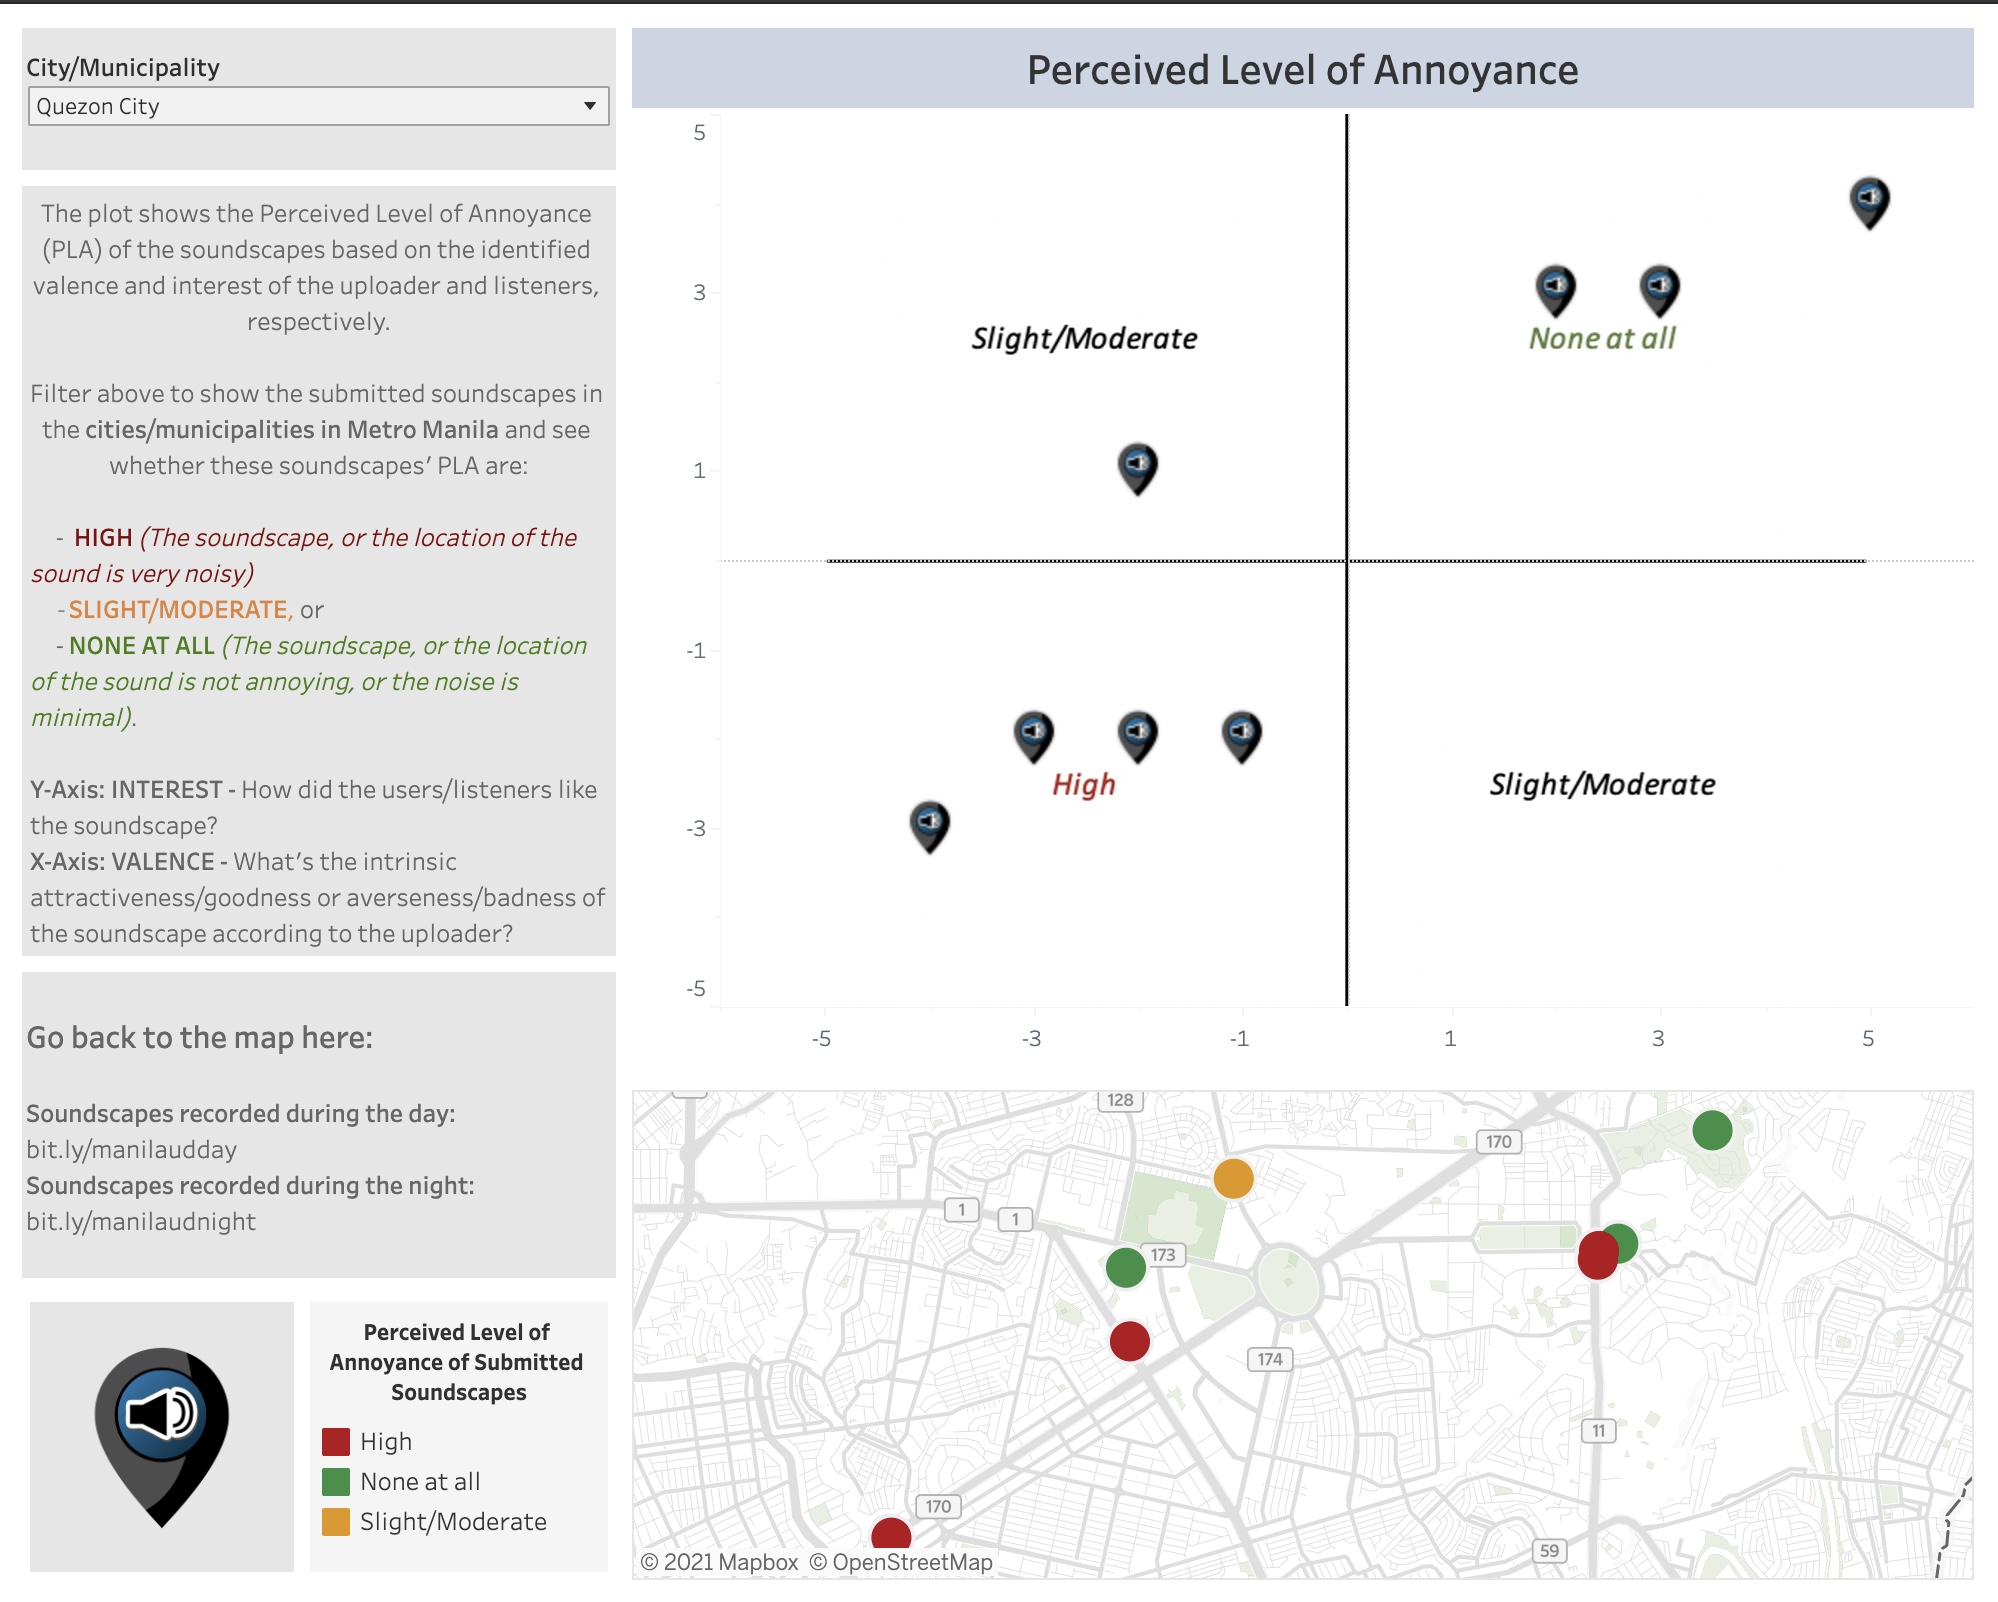 City/Municipality
Quezon City
The plot shows the Perceived Level of Annoyance
(PLA) of the soundscapes based on the identified
valence and interest of the uploader and listeners,
respectively.
Filter above to show the submitted soundscapes in
the cities/municipalities in Metro Manila and see
whether these soundscapes’ PLA are:
- HIGH (The soundscape, or the location of the
sound is very noisy)
-SLIGHT/MODERATE, or
- NONE AT ALL (The soundscape, or the location
of the sound is not annoying, or the noise is
minimal).
Y-Axis: INTEREST - How did the users/listeners like
the soundscape?
X-Axis: VALENCE - What’s the intrinsic
attractiveness/goodness or averseness/badness of
the soundscape according to the uploader?
Go back to the map here:
Soundscapes recorded during the day:
bit.ly/manilaudday
Soundscapes recorded during the night:
bit.ly/manilaudnight
Perceived Level of
Annoyance of Submitted
Soundscapes
High
None at all
Slight/Moderate
Perceived Level of Annoyance
5
3
Slight/Moderate
None at all
1
-1
High
Slight/Moderate
-3
-5
-5
-3
-1
1
3
5
128
170
1
1
173
174
11
170
59
© 2021 Mapbox © OpenStreetMap